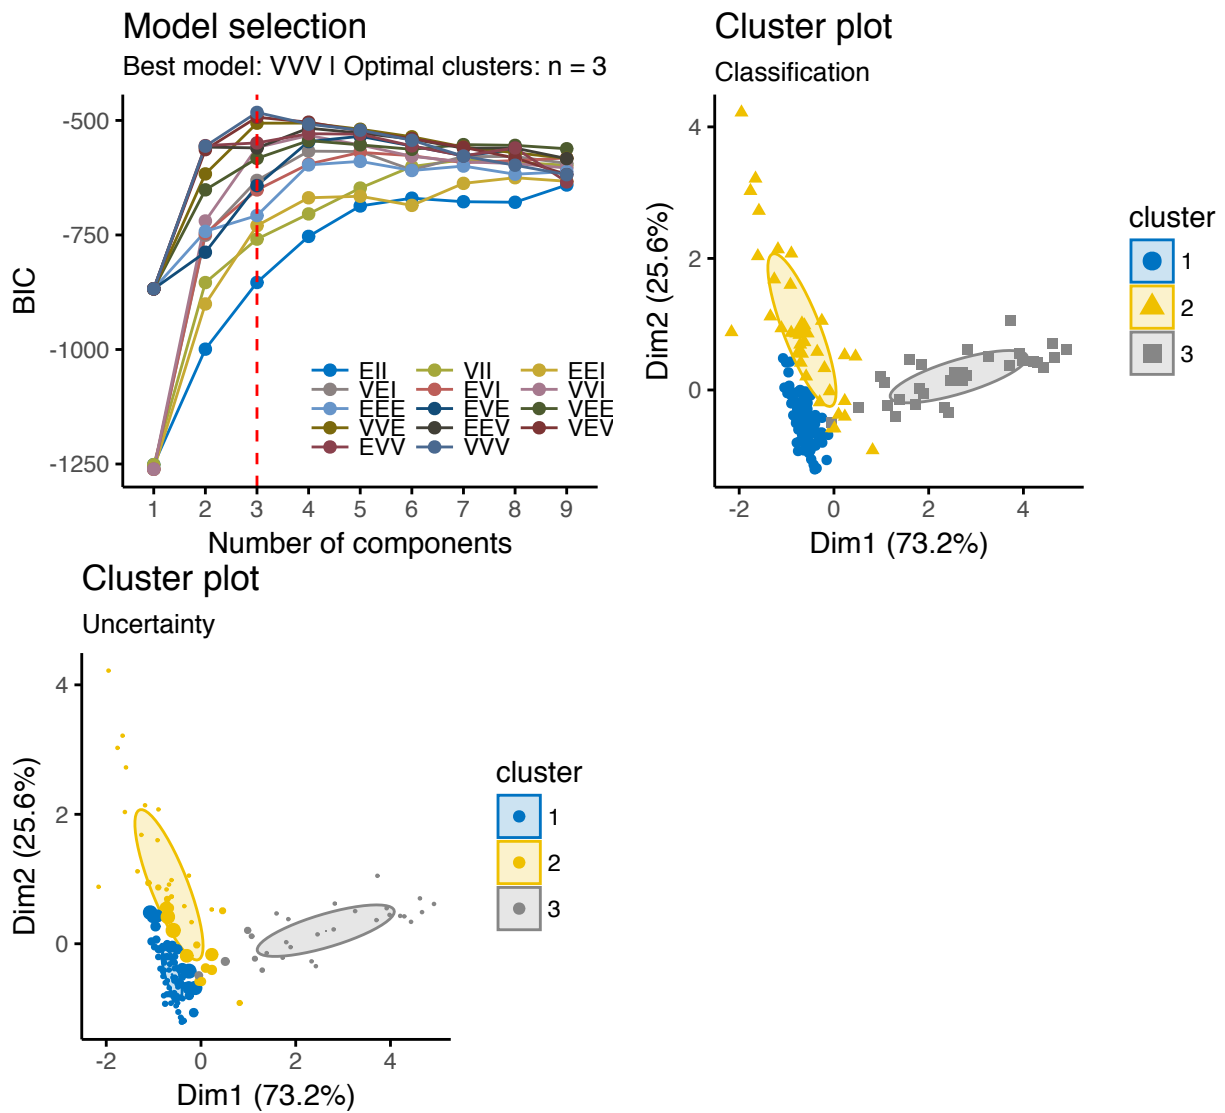 Model selection
Best model: VVV | Optimal clusters: n = 3
BIC
-500
-750
-1000
-1250
EII VII EEI
VEI EVI VVI
EEE EVE VEE
VVE EEV VEV
EVV VVV
1 2 3 4 5 6 7 8 9
Number of components
Cluster plot
Classification
Dim2 (25.6%)
4
2
0
-2 0 2 4
Dim1 (73.2%)
cluster
1
2
3
Cluster plot
Uncertainty
Dim2 (25.6%)
4
2
0
-2 0 2 4
Dim1 (73.2%)
cluster
1
2
3